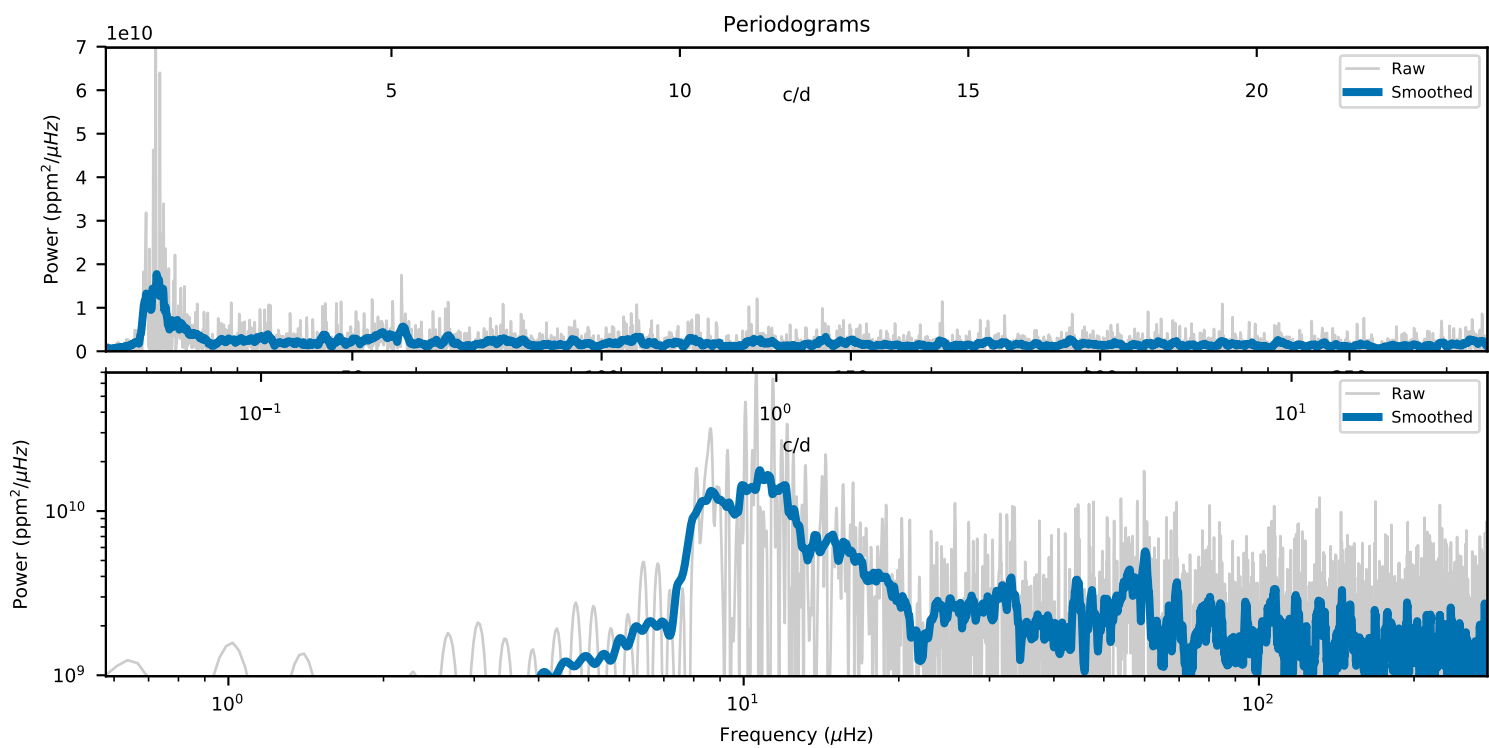 Periodograms
1e10
7
6
5
4
3
2
1
0
Power (ppm²/μHz)
5
10
15
20
c/d
Raw
Smoothed
10⁻¹
10⁰
10¹
c/d
Raw
Smoothed
10¹⁰
10⁹
Power (ppm²/μHz)
10⁰
10¹
10²
Frequency (μHz)